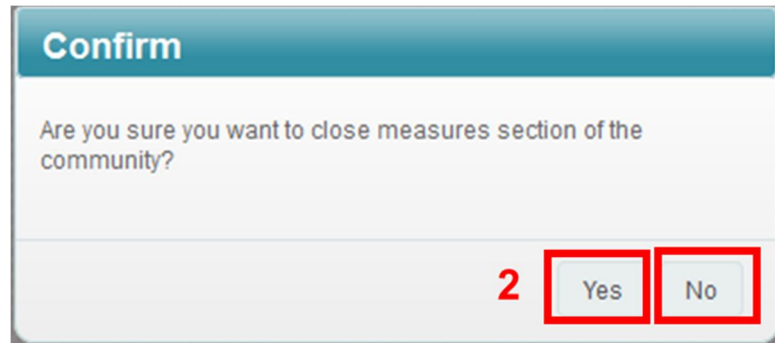 Confirm
Are you sure you want to close measures section of the
community?
2 Yes No